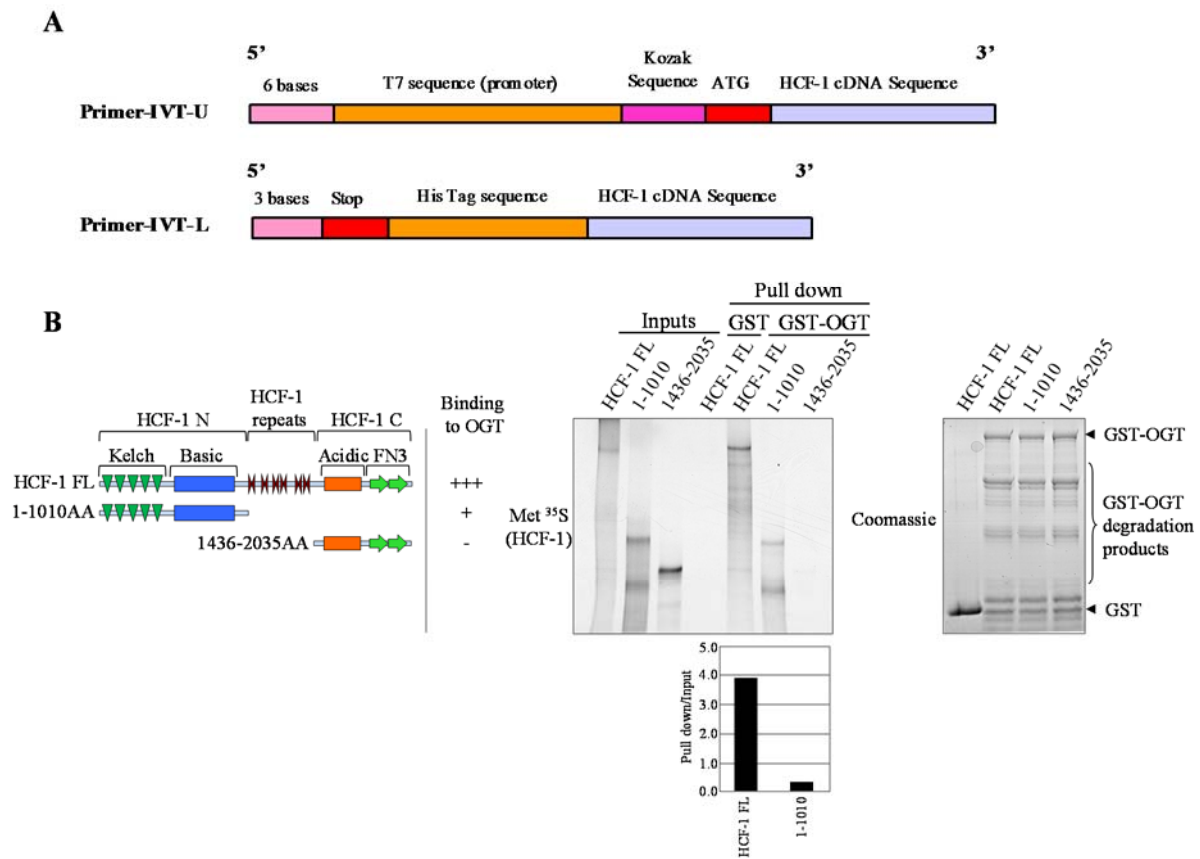 A
5’
3’
6 bases
T7 sequence (promoter)
Kozak
Sequence
ATG
HCF-1 cDNA Sequence
Primer-IVT-U
5’
3’
3 bases
Stop
His Tag sequence
HCF-1 cDNA Sequence
Primer-IVT-L
B
HCF-1 N
HCF-1
repeats
HCF-1 C
Kelch
Basic
Acidic
FN3
HCF-1 FL
1-1010AA
1436-2035AA
Binding
to OGT
+++
+
-
Pull down
Inputs
GST
GST-OGT
HCF-1 FL
1-1010
1436-2035
HCF-1 FL
HCF-1 FL
1-1010
1436-2035
Met ³⁵S
(HCF-1)
HCF-1 FL
HCF-1 FL
1-1010
1436-2035
Coomassie
GST-OGT
GST-OGT
degradation
products
GST
Pull down/Input
5.0
4.0
3.0
2.0
1.0
0.0
HCF-1 FL
1-1010